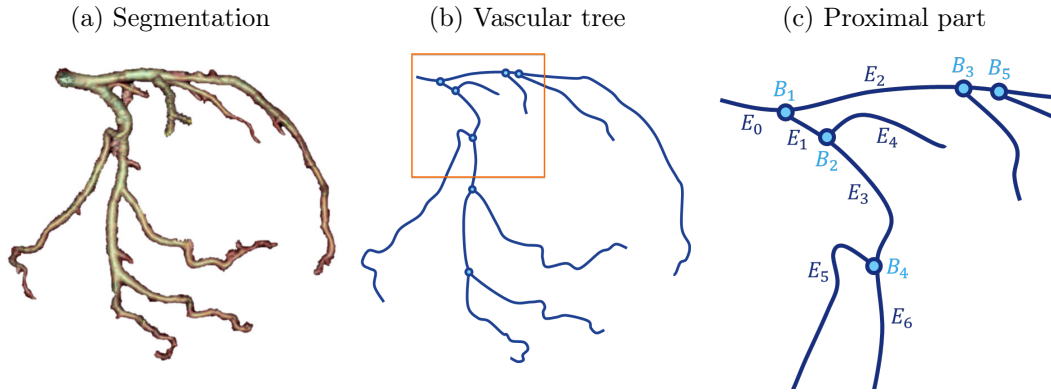 (a) Segmentation
(b) Vascular tree
(c) Proximal part
B₁
E₂
B₃
B₅
E₀
E₁
B₂
E₄
E₃
E₅
B₄
E₆